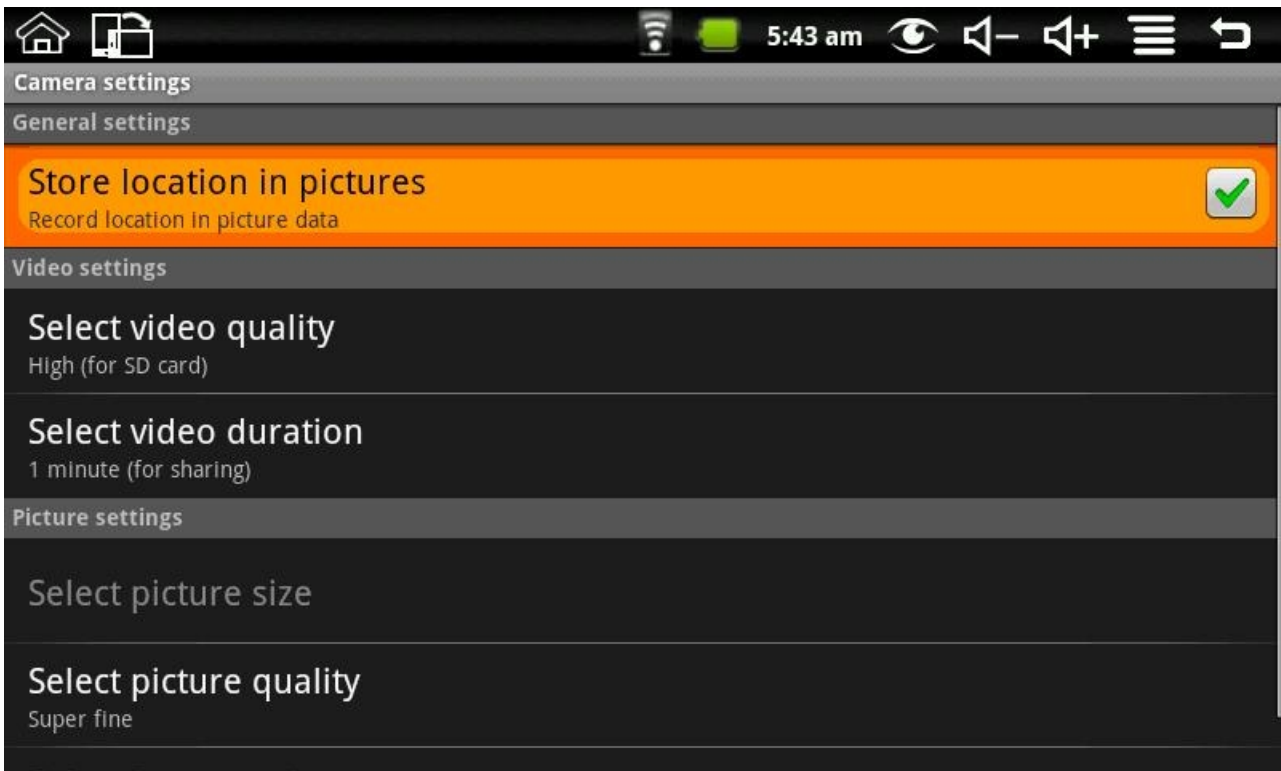 5:43 am
Camera settings
General settings
Store location in pictures
Record location in picture data
Video settings
Select video quality
High (for SD card)
Select video duration
1 minute (for sharing)
Picture settings
Select picture size
Select picture quality
Super fine